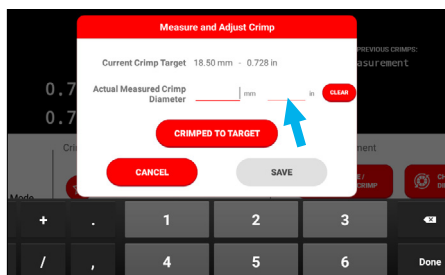 Measure and Adjust Crimp
PREVIOUS CRIMPS:
Current Crimp Target 18.50 mm - 0.728 in
0.7
Actual Measured Crimp Diameter mm in CLEAR
0.7
CRIMPED TO TARGET
CANCEL SAVE
CRIMP
Mode
+ . 1 2 3
/ , 4 5 6 Done